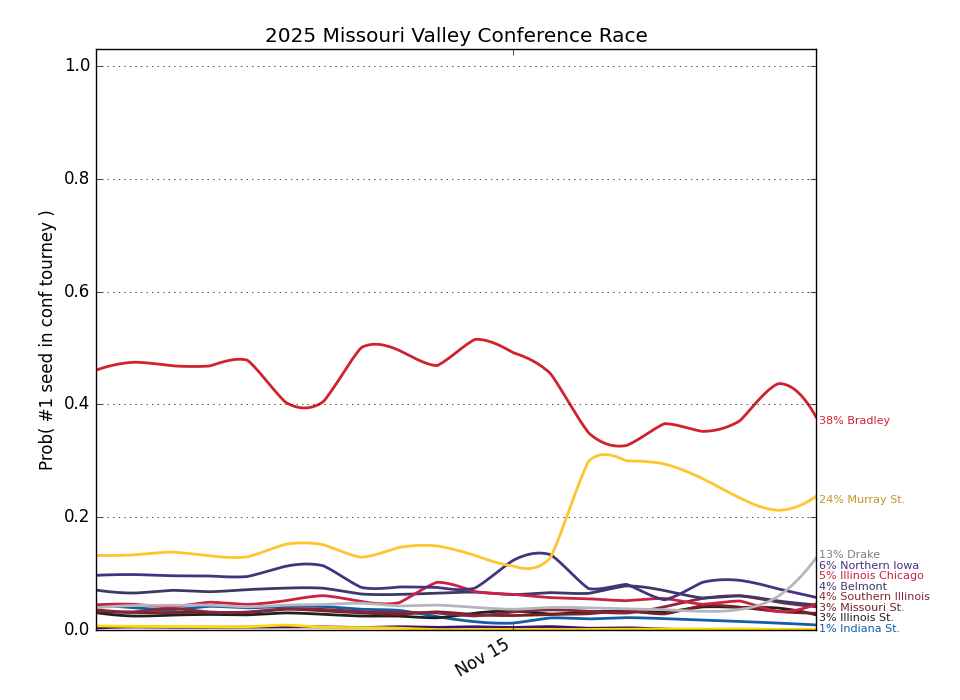 2025 Missouri Valley Conference Race
Prob( #1 seed in conf tourney )
1.0
0.8
0.6
0.4
0.2
0.0
Nov 15
38% Bradley
24% Murray St.
13% Drake
6% Northern Iowa
5% Illinois Chicago
4% Belmont
4% Southern Illinois
3% Missouri St.
3% Illinois St.
1% Indiana St.